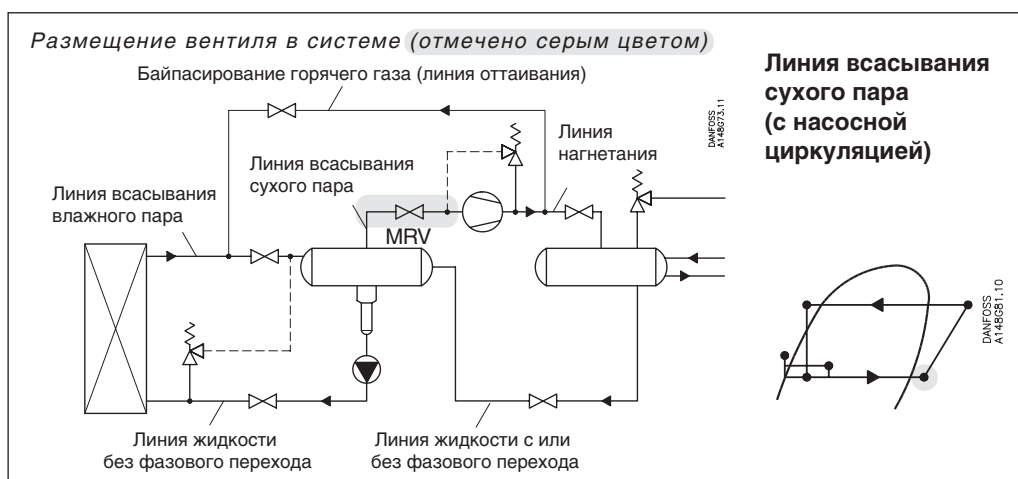 Размещение вентиля в системе (отмечено серым цветом)
Байпасирование горячего газа (линия оттаивания)
Линия всасывания
сухого пара
(с насосной
циркуляцией)
DANFOSS
A148G73.11
Линия
нагнетания
Линия всасывания
сухого пара
Линия всасывания
влажного пара
MRV
DANFOSS
A148G81.10
Линия жидкости
без фазового перехода
Линия жидкости с или
без фазового перехода